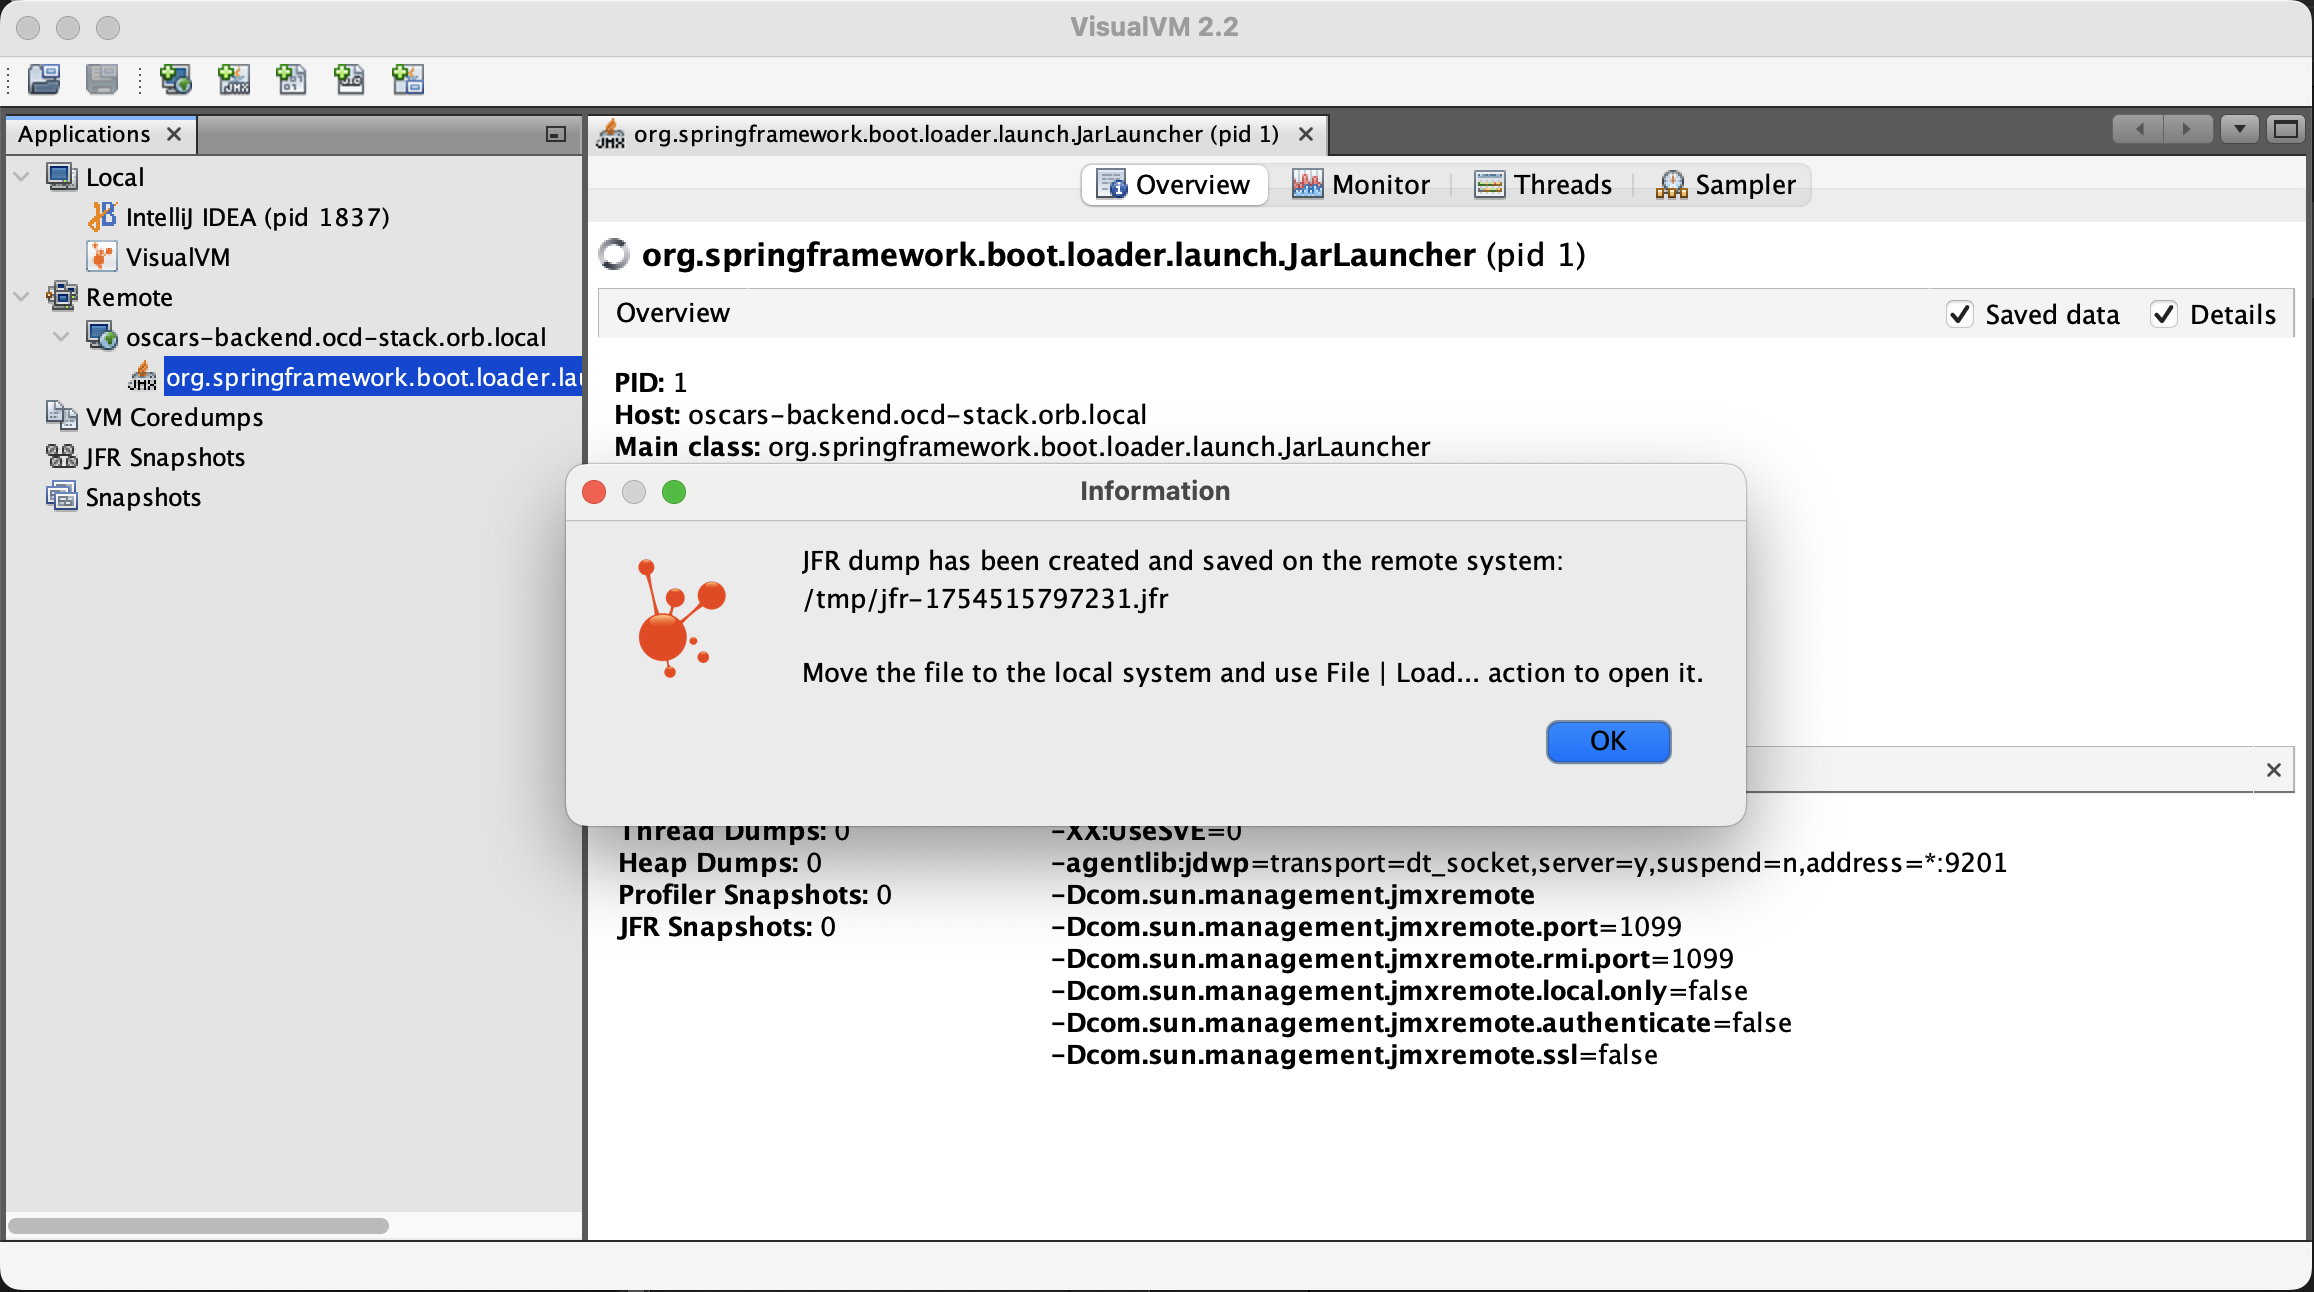 VisualVM 2.2
Applications
Local
IntelliJ IDEA (pid 1837)
VisualVM
Remote
oscars-backend.ocd-stack.orb.local
org.springframework.boot.loader.lau
VM Coredumps
JFR Snapshots
Snapshots
org.springframework.boot.loader.launch.JarLauncher (pid 1)
Overview
Monitor
Threads
Sampler
org.springframework.boot.loader.launch.JarLauncher (pid 1)
Overview
Saved data
Details
PID: 1
Host: oscars-backend.ocd-stack.orb.local
Main class: org.springframework.boot.loader.launch.JarLauncher
Information
JFR dump has been created and saved on the remote system:
/tmp/jfr-1754515797231.jfr
Move the file to the local system and use File | Load... action to open it.
OK
Thread Dumps: 0
Heap Dumps: 0
Profiler Snapshots: 0
JFR Snapshots: 0
-XX:UseSVE=0
-agentlib:jdwp=transport=dt_socket,server=y,suspend=n,address=*:9201
-Dcom.sun.management.jmxremote
-Dcom.sun.management.jmxremote.port=1099
-Dcom.sun.management.jmxremote.rmi.port=1099
-Dcom.sun.management.jmxremote.local.only=false
-Dcom.sun.management.jmxremote.authenticate=false
-Dcom.sun.management.jmxremote.ssl=false